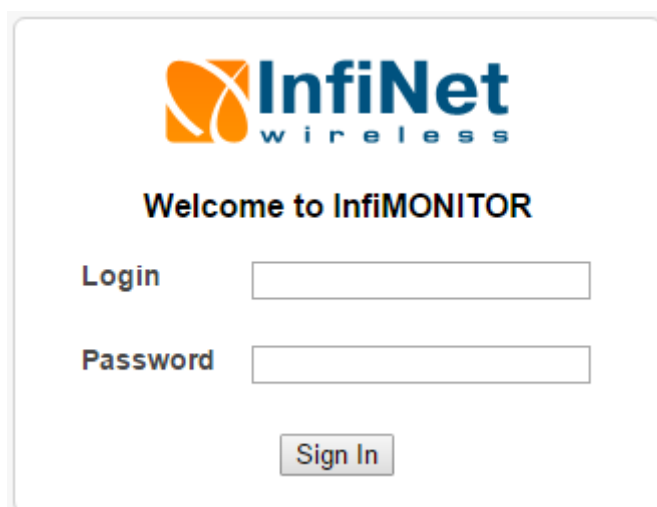 InfiNet
wireless
Welcome to InfiMONITOR
Login
Password
Sign In